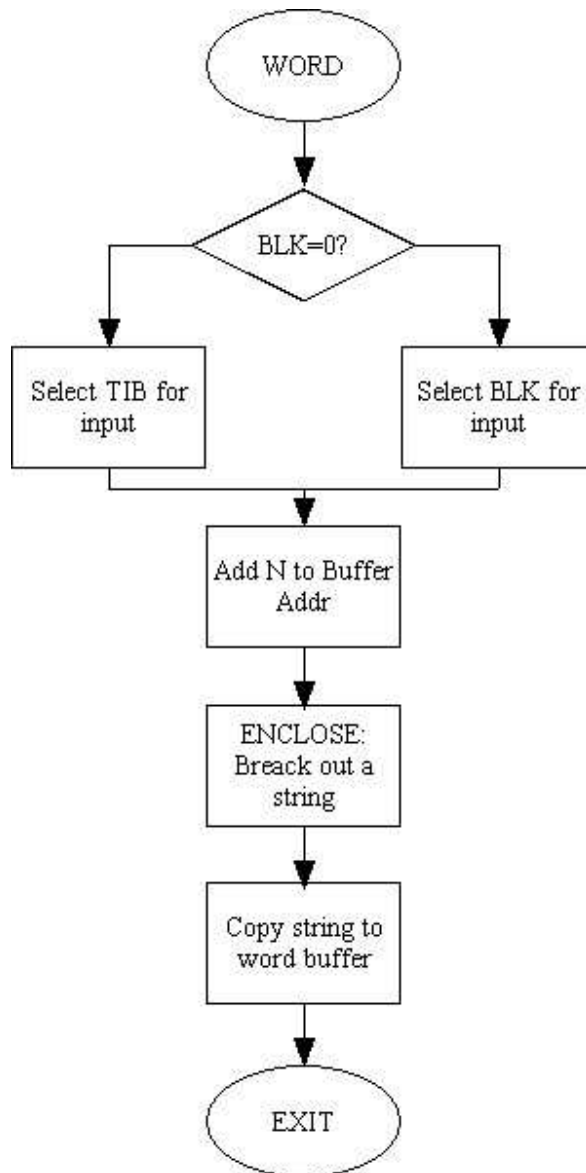 WORD
BLK=0?
Select TIB for
input
Select BLK for
input
Add N to Buffer
Addr
ENCLOSE:
Breack out a
string
Copy string to
word buffer
EXIT